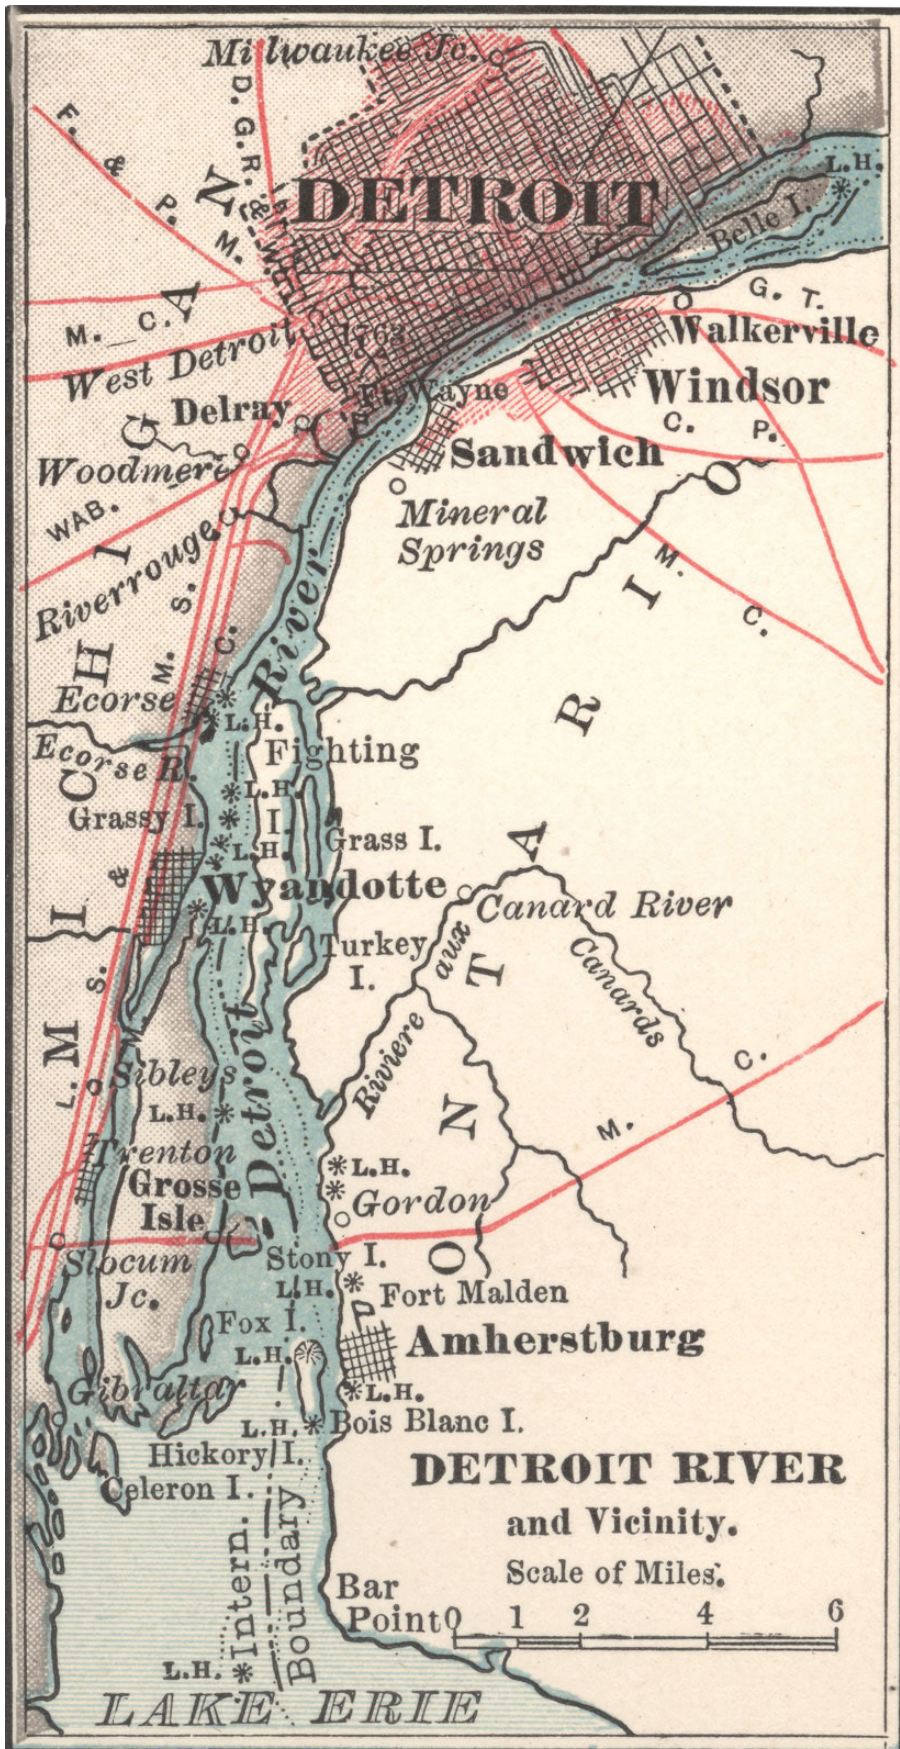 Milwaukee Jc.
D. G. R.
F. & P. M.
L.H.
DETROIT
Belle I.
G. T.
M. C.
1763
Walkerville
West Detroit
Ft. Wayne
Windsor
Delray
C. P.
Woodmere
Sandwich
WAB.
Mineral
Springs
Riverrouge
M. C.
MICHIGAN
ONTARIO
L. S. & M. S.
M. C.
Detroit River
Ecorse
L.H.
Ecorse R.
Fighting
I.
L.H.
Grassy I.
Grass I.
L.H.
Wyandotte
Canard River
L.H.
Turkey
I.
Riviere aux Canards
Sibleys
L.H.
M. C.
Trenton
L.H.
Grosse
Isle
Gordon
Slocum
Jc.
Stony I.
L.H.
Fort Malden
Fox I.
L.H.
Amherstburg
Gibraltar
L.H.
L.H.
Bois Blanc I.
Hickory I.
Celeron I.
DETROIT RIVER
and Vicinity.
Scale of Miles.
0 1 2 4 6
Intern.
Boundary
Bar
Point
L.H.
LAKE ERIE